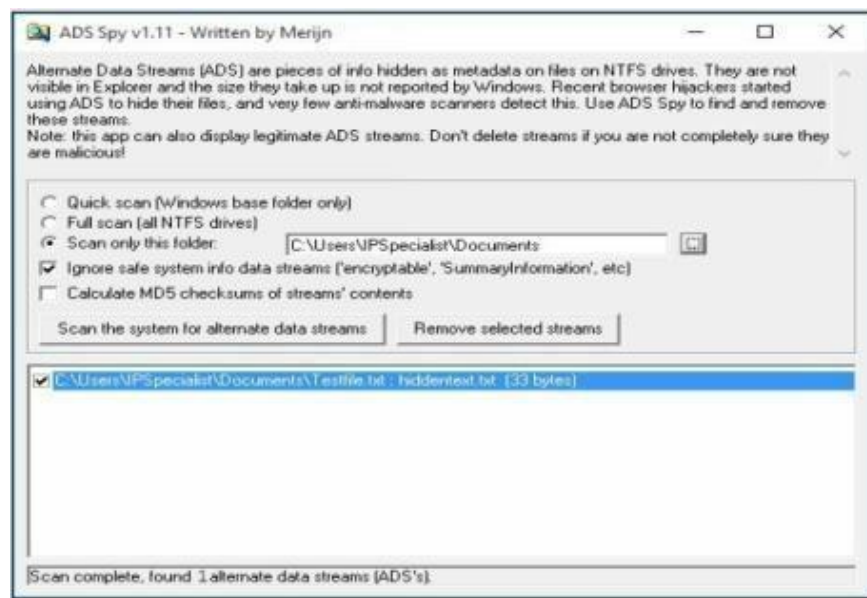 ADS Spy v1.11 - Written by Merijn
Alternate Data Streams (ADS) are pieces of info hidden as metadata on files on NTFS drives. They are not
visible in Explorer and the size they take up is not reported by Windows. Recent browser hijackers started
using ADS to hide their files, and very few anti-malware scanners detect this. Use ADS Spy to find and remove
these streams.
Note: this app can also display legitimate ADS streams. Don't delete streams if you are not completely sure they
are malicious!
Quick scan (Windows base folder only)
Full scan (all NTFS drives)
Scan only this folder: C:\Users\IPSpecialist\Documents
Ignore safe system info data streams ('encryptable', 'SummaryInformation', etc)
Calculate MD5 checksums of streams' contents
Scan the system for alternate data streams Remove selected streams
C:\Users\IPSpecialist\Documents\Testfile.txt : hiddentext.txt (33 bytes)
Scan complete, found 1 alternate data streams (ADS's).